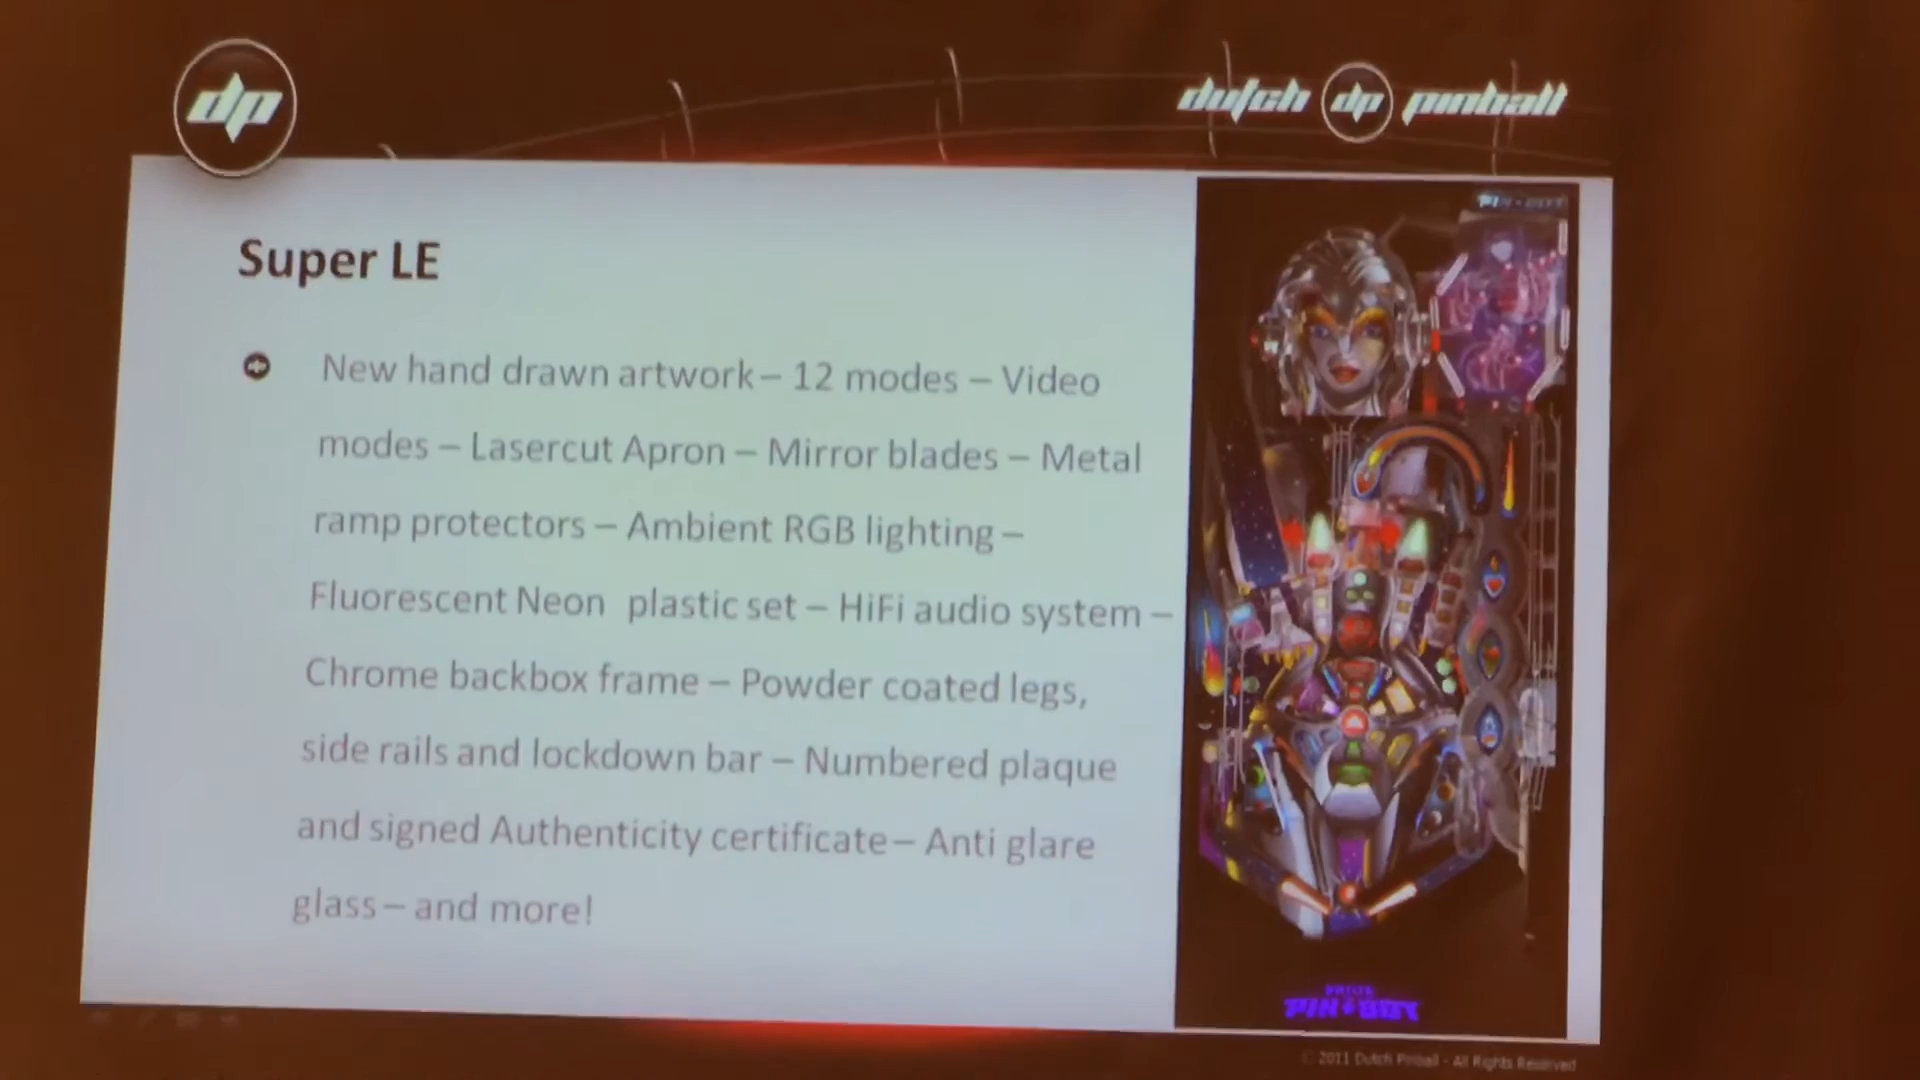 dp
dutch dp pinball
Super LE
New hand drawn artwork – 12 modes – Video
modes – Lasercut Apron – Mirror blades – Metal
ramp protectors – Ambient RGB lighting –
Fluorescent Neon plastic set – HiFi audio system –
Chrome backbox frame – Powder coated legs,
side rails and lockdown bar – Numbered plaque
and signed Authenticity certificate – Anti glare
glass – and more!
PIN BOT
© 2011 Dutch Pinball - All Rights Reserved